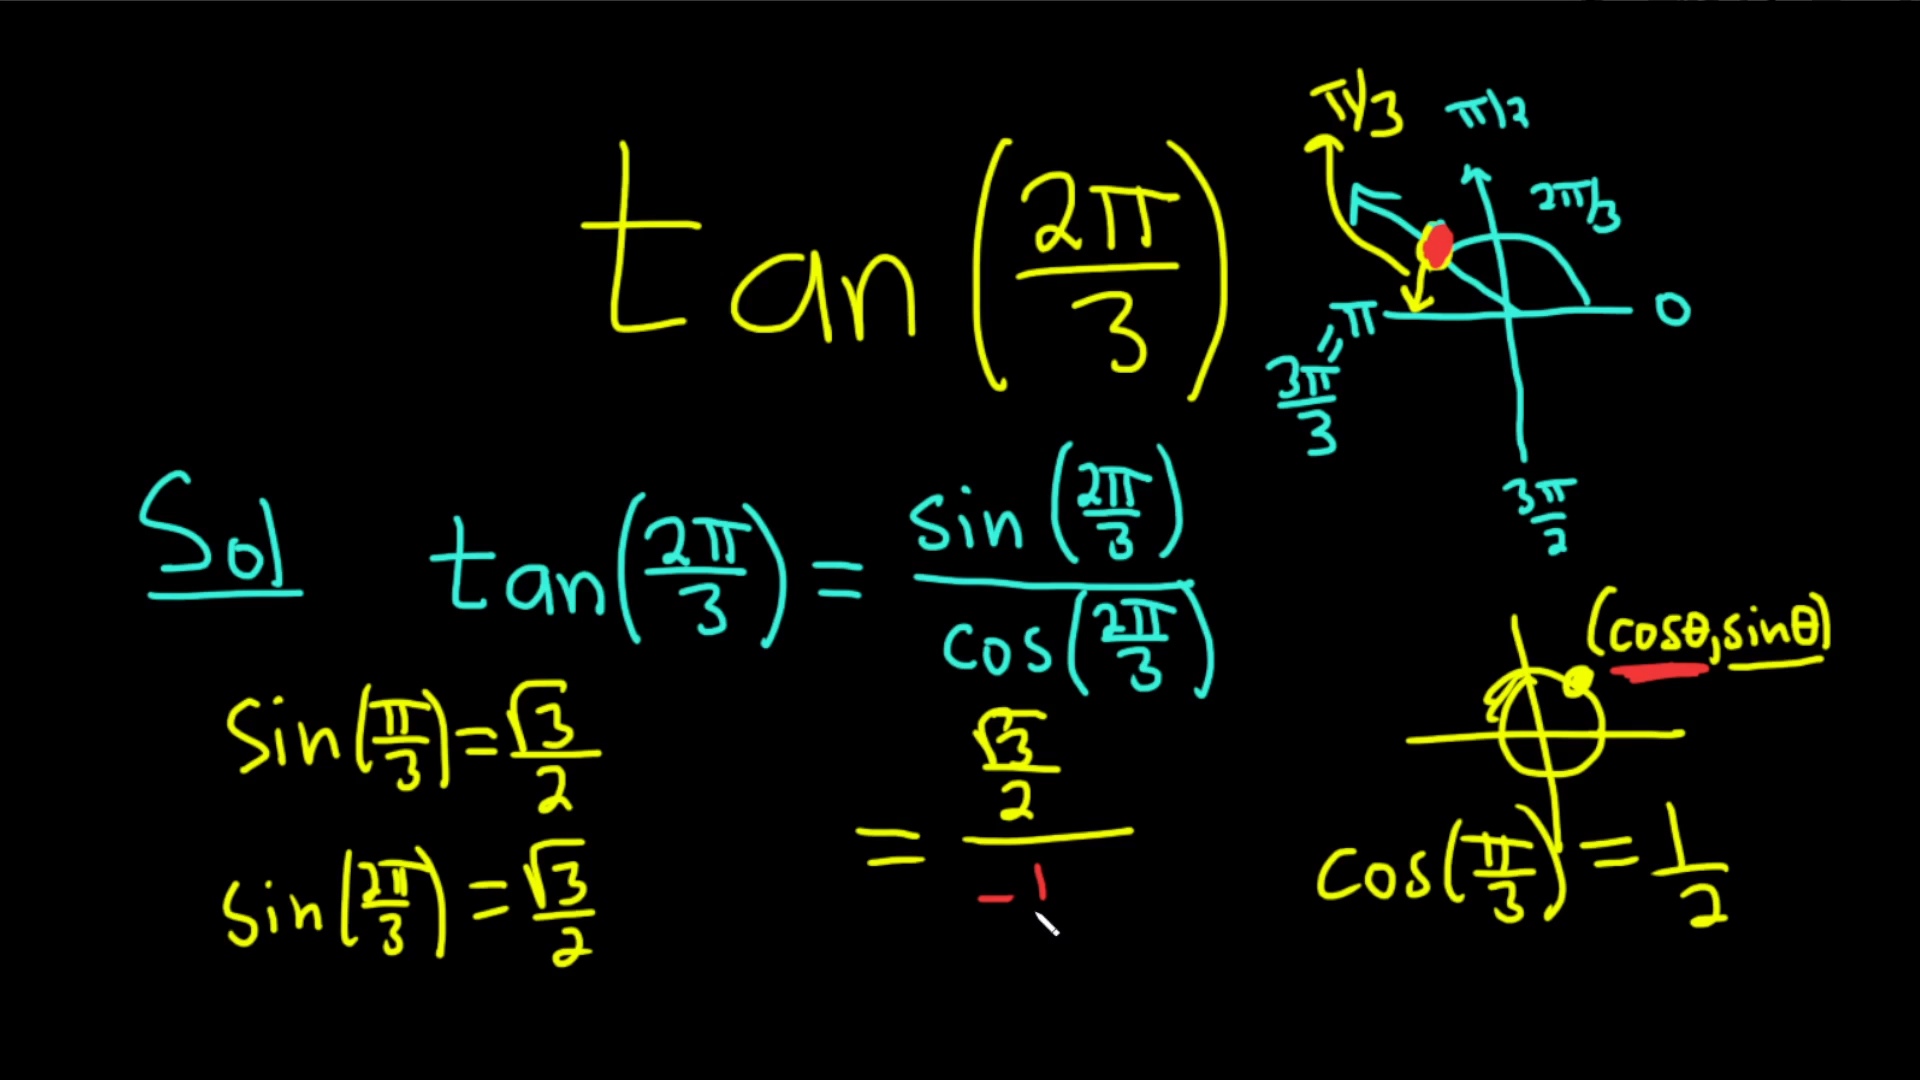 tan(2π/3)
π/3
π/2
2π/3
0
π
=
3π/3
3π/2
Sol tan(2π/3) = sin(2π/3)/cos(2π/3)
(cosθ, sinθ)
sin(π/3) = √3/2
= (√3/2)/(-1
cos(π/3) = 1/2
sin(2π/3) = √3/2